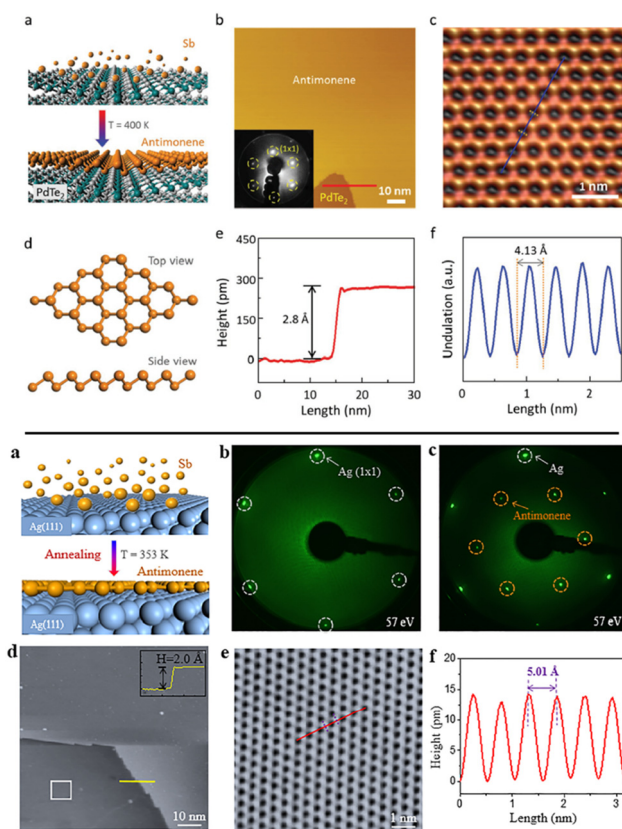 a
Sb
T = 400 K
Antimonene
PdTe₂
b
Antimonene
(1x1)
PdTe₂
10 nm
c
1 nm
d
Top view
Side view
e
Height (pm)
450
300
150
0
2.8 Å
0 10 20 30
Length (nm)
f
Undulation (a.u.)
4.13 Å
0 1 2
Length (nm)
a
Sb
Ag(111)
Annealing
T = 353 K
Antimonene
Ag(111)
b
Ag (1x1)
57 eV
c
Ag
Antimonene
57 eV
d
H=2.0 Å
10 nm
e
1 nm
f
Height (pm)
20
15
10
5
0
5.01 Å
0 1 2 3
Length (nm)